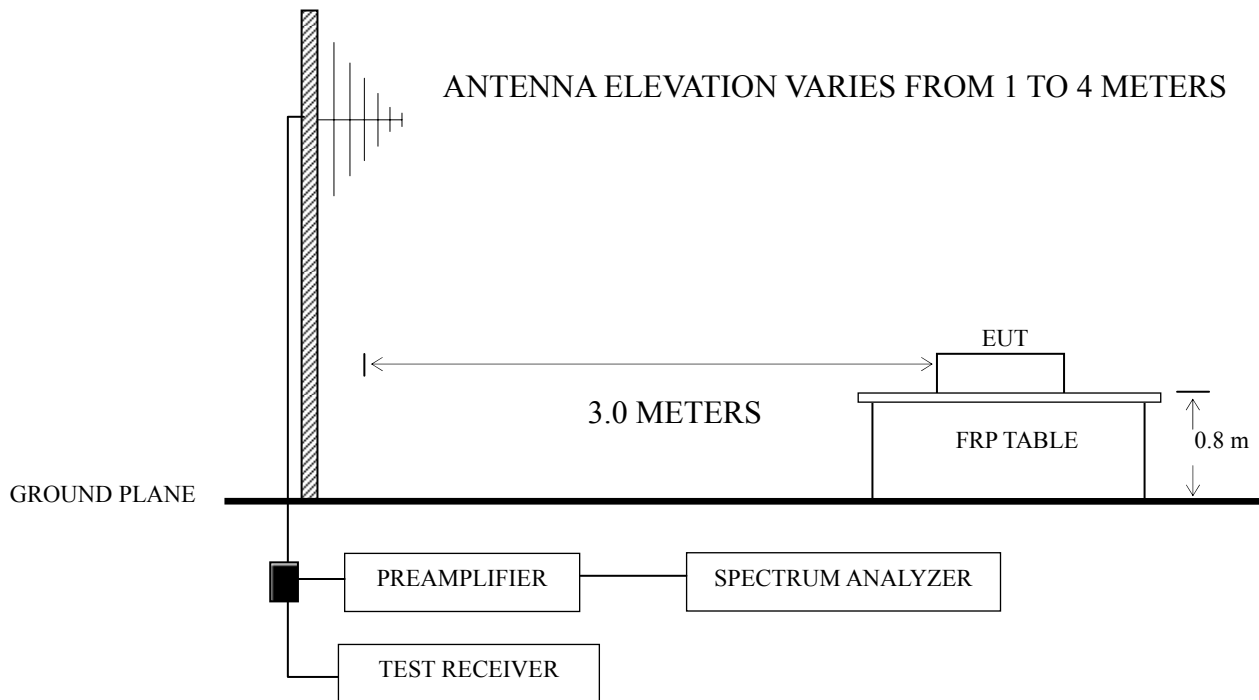 ANTENNA ELEVATION VARIES FROM 1 TO 4 METERS
EUT
3.0 METERS
FRP TABLE
0.8 m
GROUND PLANE
PREAMPLIFIER
SPECTRUM ANALYZER
TEST RECEIVER